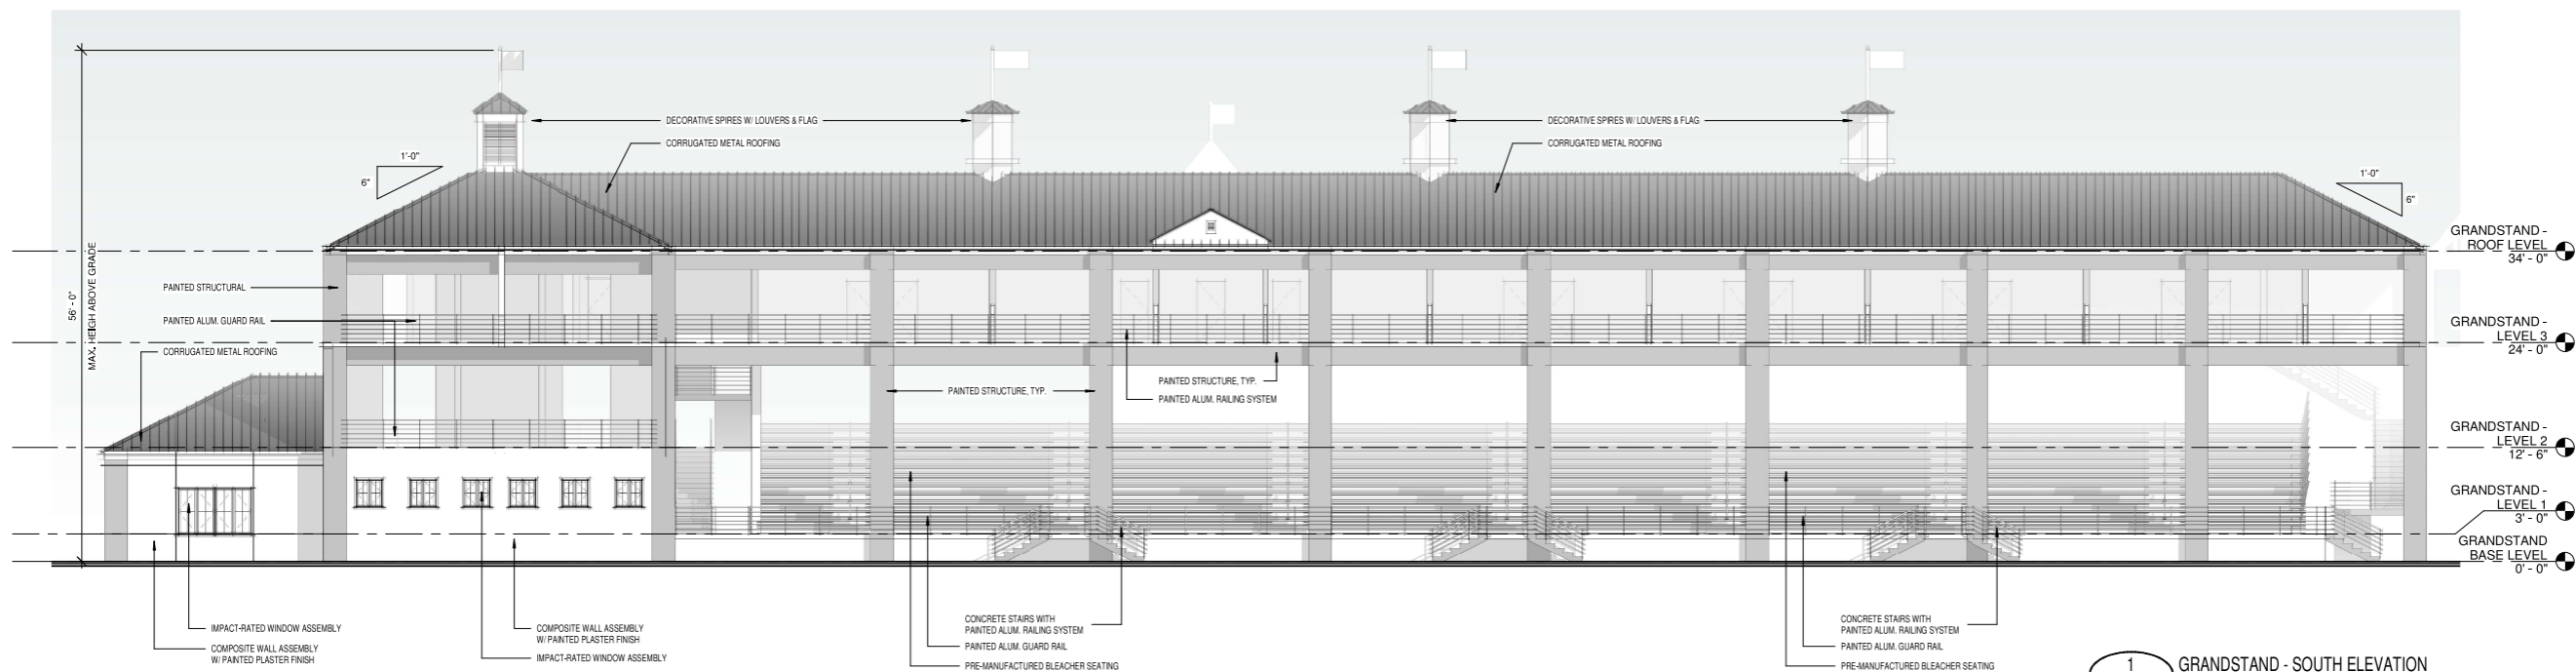 DECORATIVE SPIRES W/ LOUVERS & FLAG
DECORATIVE SPIRES W/ LOUVERS & FLAG
CORRUGATED METAL ROOFING
CORRUGATED METAL ROOFING
1'-0"
6"
1'-0"
6"
56' - 0"
MAX. HEIGH ABOVE GRADE
GRANDSTAND -
ROOF LEVEL
34' - 0"
PAINTED STRUCTURAL
PAINTED ALUM. GUARD RAIL
CORRUGATED METAL ROOFING
GRANDSTAND -
LEVEL 3
24' - 0"
PAINTED STRUCTURE, TYP.
PAINTED STRUCTURE, TYP.
PAINTED ALUM. RAILING SYSTEM
GRANDSTAND -
LEVEL 2
12' - 6"
GRANDSTAND -
LEVEL 1
3' - 0"
GRANDSTAND
BASE LEVEL
0' - 0"
IMPACT-RATED WINDOW ASSEMBLY
COMPOSITE WALL ASSEMBLY
W/ PAINTED PLASTER FINISH
COMPOSITE WALL ASSEMBLY
W/ PAINTED PLASTER FINISH
IMPACT-RATED WINDOW ASSEMBLY
CONCRETE STAIRS WITH
PAINTED ALUM. RAILING SYSTEM
PAINTED ALUM. GUARD RAIL
PRE-MANUFACTURED BLEACHER SEATING
CONCRETE STAIRS WITH
PAINTED ALUM. RAILING SYSTEM
PAINTED ALUM. GUARD RAIL
PRE-MANUFACTURED BLEACHER SEATING
1
GRANDSTAND - SOUTH ELEVATION